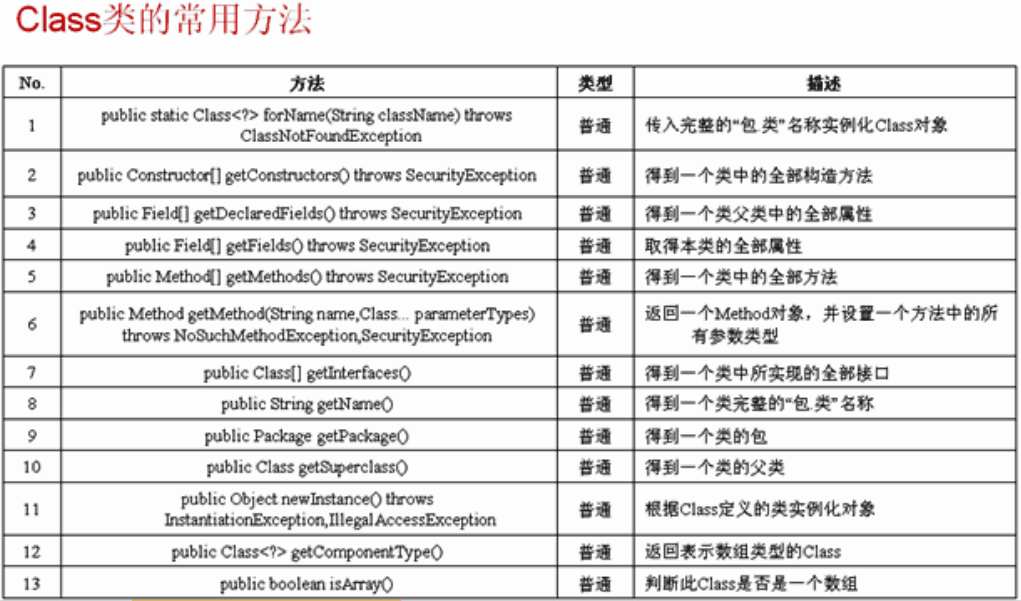 Class类的常用方法
No. 方法 类型 描述
1 public static Class<?> forName(String className) throws ClassNotFoundException 普通 传入完整的“包.类”名称实例化Class对象
2 public Constructor[] getConstructors() throws SecurityException 普通 得到一个类中的全部构造方法
3 public Field[] getDeclaredFields() throws SecurityException 普通 得到一个类父类中的全部属性
4 public Field[] getFields() throws SecurityException 普通 取得本类的全部属性
5 public Method[] getMethods() throws SecurityException 普通 得到一个类中的全部方法
6 public Method getMethod(String name,Class... parameterTypes) throws NoSuchMethodException,SecurityException 普通 返回一个Method对象，并设置一个方法中的所有参数类型
7 public Class[] getInterfaces() 普通 得到一个类中所实现的全部接口
8 public String getName() 普通 得到一个类完整的“包.类”名称
9 public Package getPackage() 普通 得到一个类的包
10 public Class getSuperclass() 普通 得到一个类的父类
11 public Object newInstance() throws InstantiationException,IllegalAccessException 普通 根据Class定义的类实例化对象
12 public Class<?> getComponentType() 普通 返回表示数组类型的Class
13 public boolean isArray() 普通 判断此Class是否是一个数组